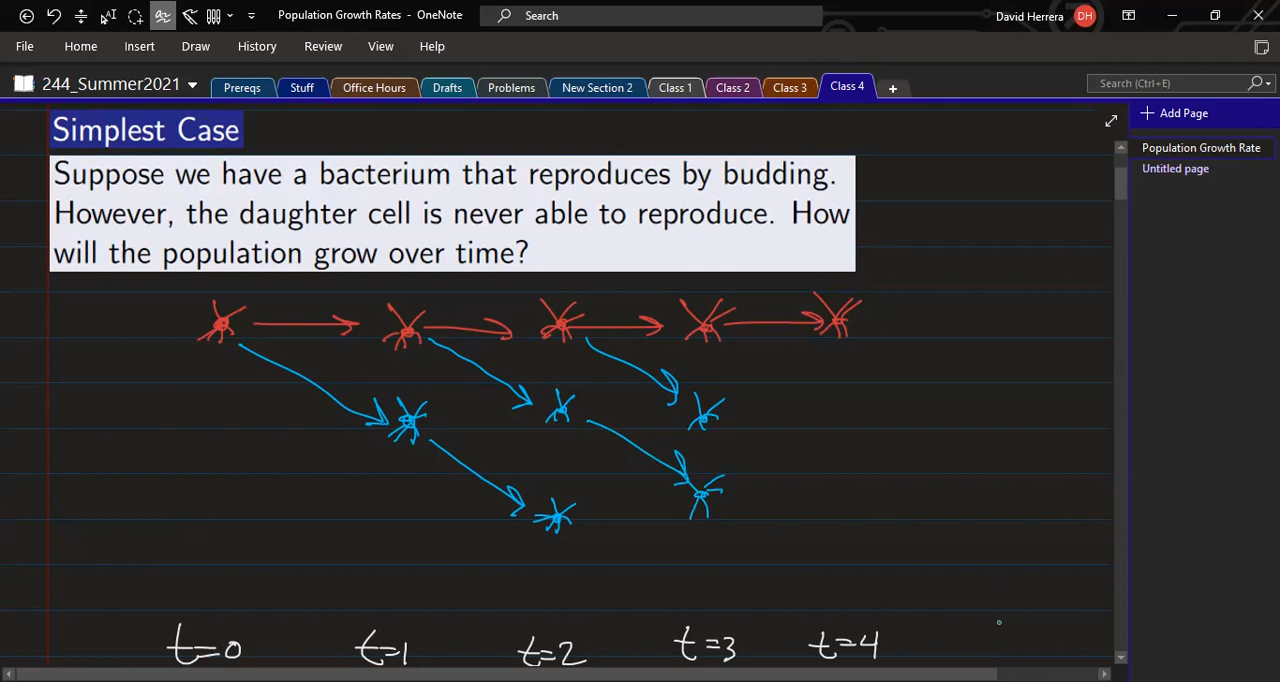 Population Growth Rates - OneNote
Search
David Herrera
DH
File Home Insert Draw History Review View Help
244_Summer2021
Prereqs Stuff Office Hours Drafts Problems New Section 2 Class 1 Class 2 Class 3 Class 4
Search (Ctrl+E)
Add Page
Population Growth Rate
Untitled page
Simplest Case
Suppose we have a bacterium that reproduces by budding.
However, the daughter cell is never able to reproduce. How
will the population grow over time?
t=0 t=1 t=2 t=3 t=4